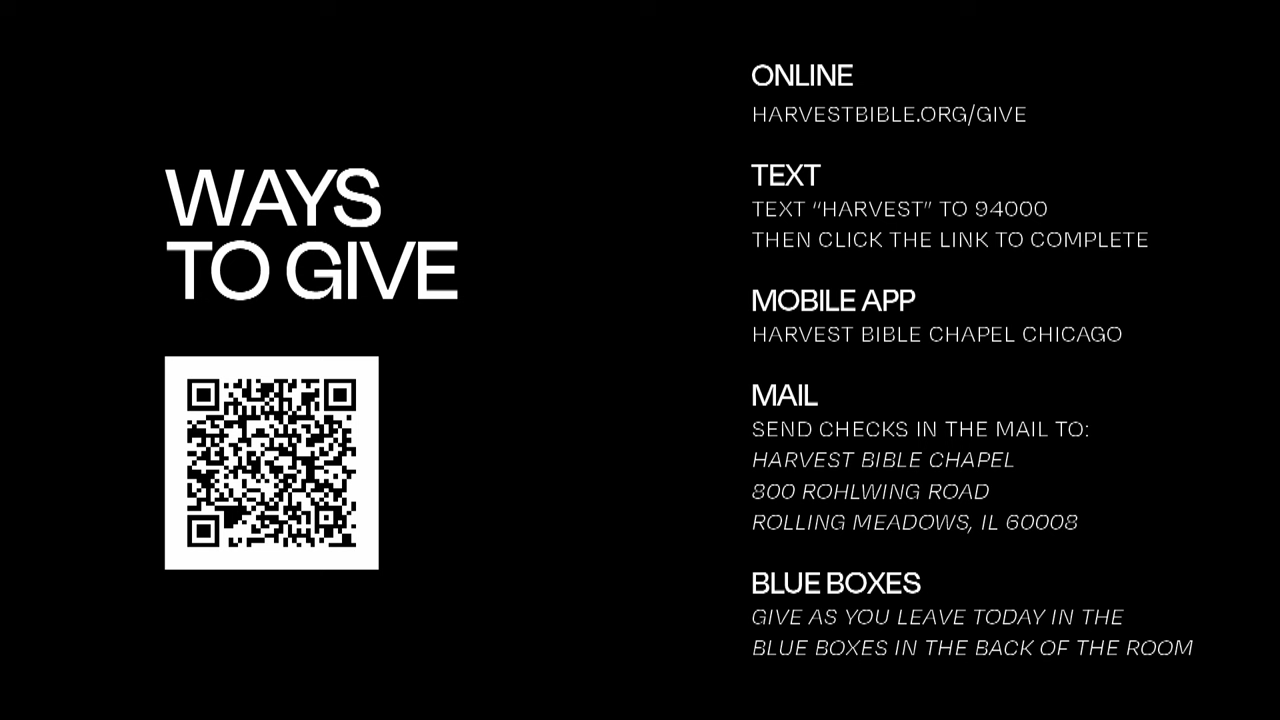 WAYS
TO GIVE
ONLINE
HARVESTBIBLE.ORG/GIVE
TEXT
TEXT “HARVEST” TO 94000
THEN CLICK THE LINK TO COMPLETE
MOBILE APP
HARVEST BIBLE CHAPEL CHICAGO
MAIL
SEND CHECKS IN THE MAIL TO:
HARVEST BIBLE CHAPEL
800 ROHLWING ROAD
ROLLING MEADOWS, IL 60008
BLUE BOXES
GIVE AS YOU LEAVE TODAY IN THE
BLUE BOXES IN THE BACK OF THE ROOM